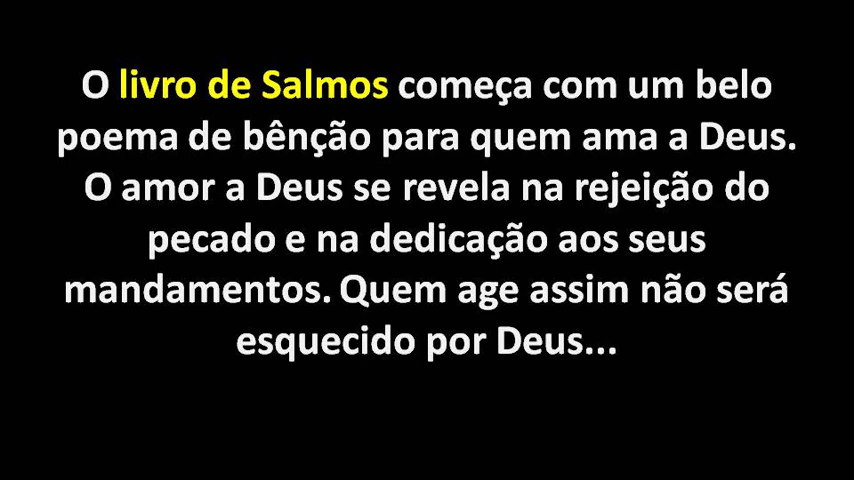 O livro de Salmos começa com um belo
poema de bênção para quem ama a Deus.
O amor a Deus se revela na rejeição do
pecado e na dedicação aos seus
mandamentos. Quem age assim não será
esquecido por Deus...